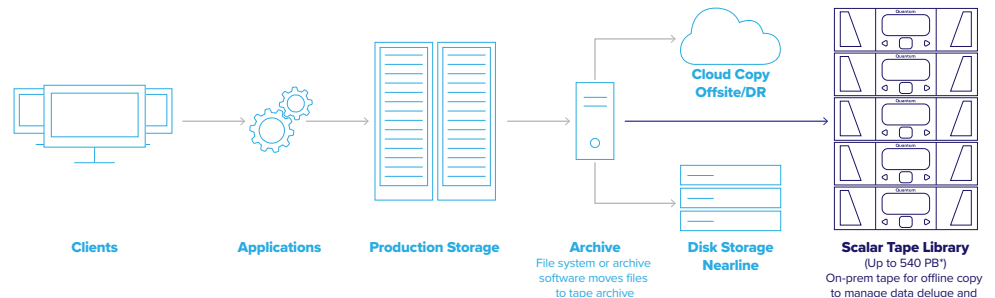 Quantum
Quantum
Quantum
Quantum
Quantum
Cloud Copy
Offsite/DR
Clients
Applications
Production Storage
Archive
File system or archive
software moves files
to tape archive
Disk Storage
Nearline
Scalar Tape Library
(Up to 540 PB*)
On-prem tape for offline copy
to manage data deluge and